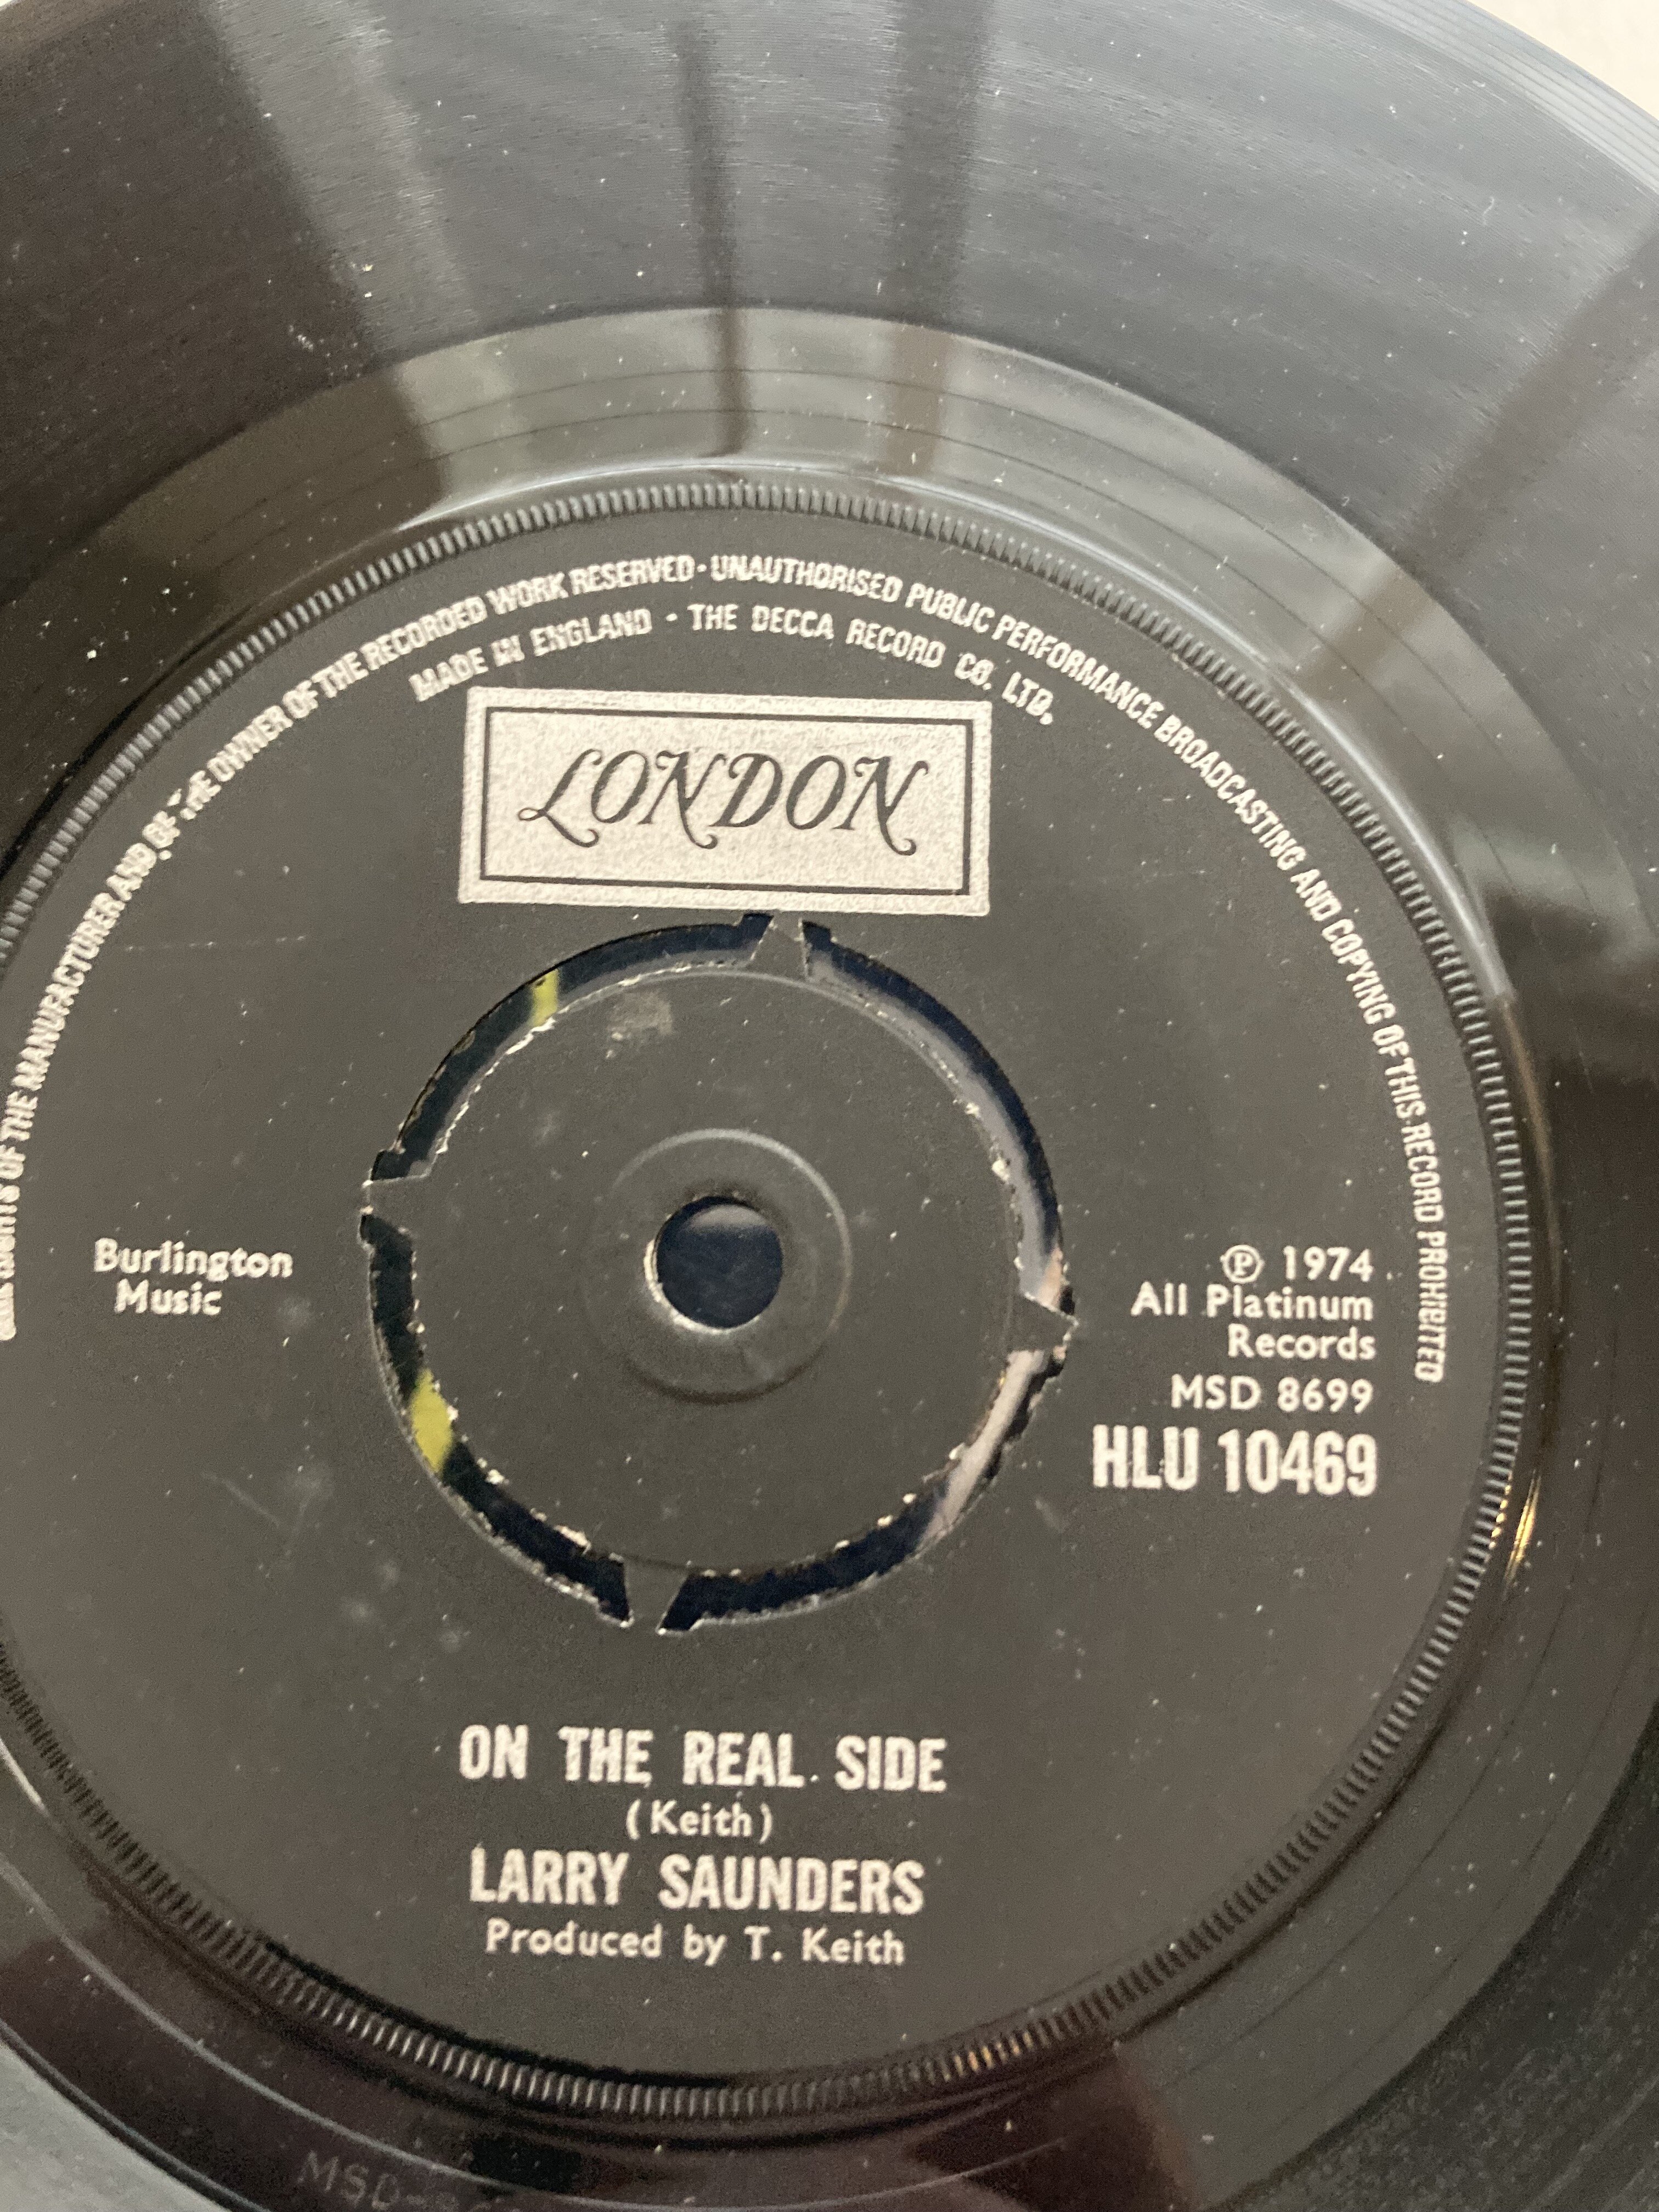 RIGHTS OF THE MANUFACTURER AND OF THE OWNER OF THE RECORDED WORK RESERVED · UNAUTHORISED PUBLIC PERFORMANCE BROADCASTING AND COPYING OF THIS RECORD PROHIBITED
MADE IN ENGLAND · THE DECCA RECORD CO. LTD.
LONDON
Burlington
Music
℗ 1974
All Platinum
Records
MSD 8699
HLU 10469
ON THE REAL SIDE
(Keith)
LARRY SAUNDERS
Produced by T. Keith
MSD-